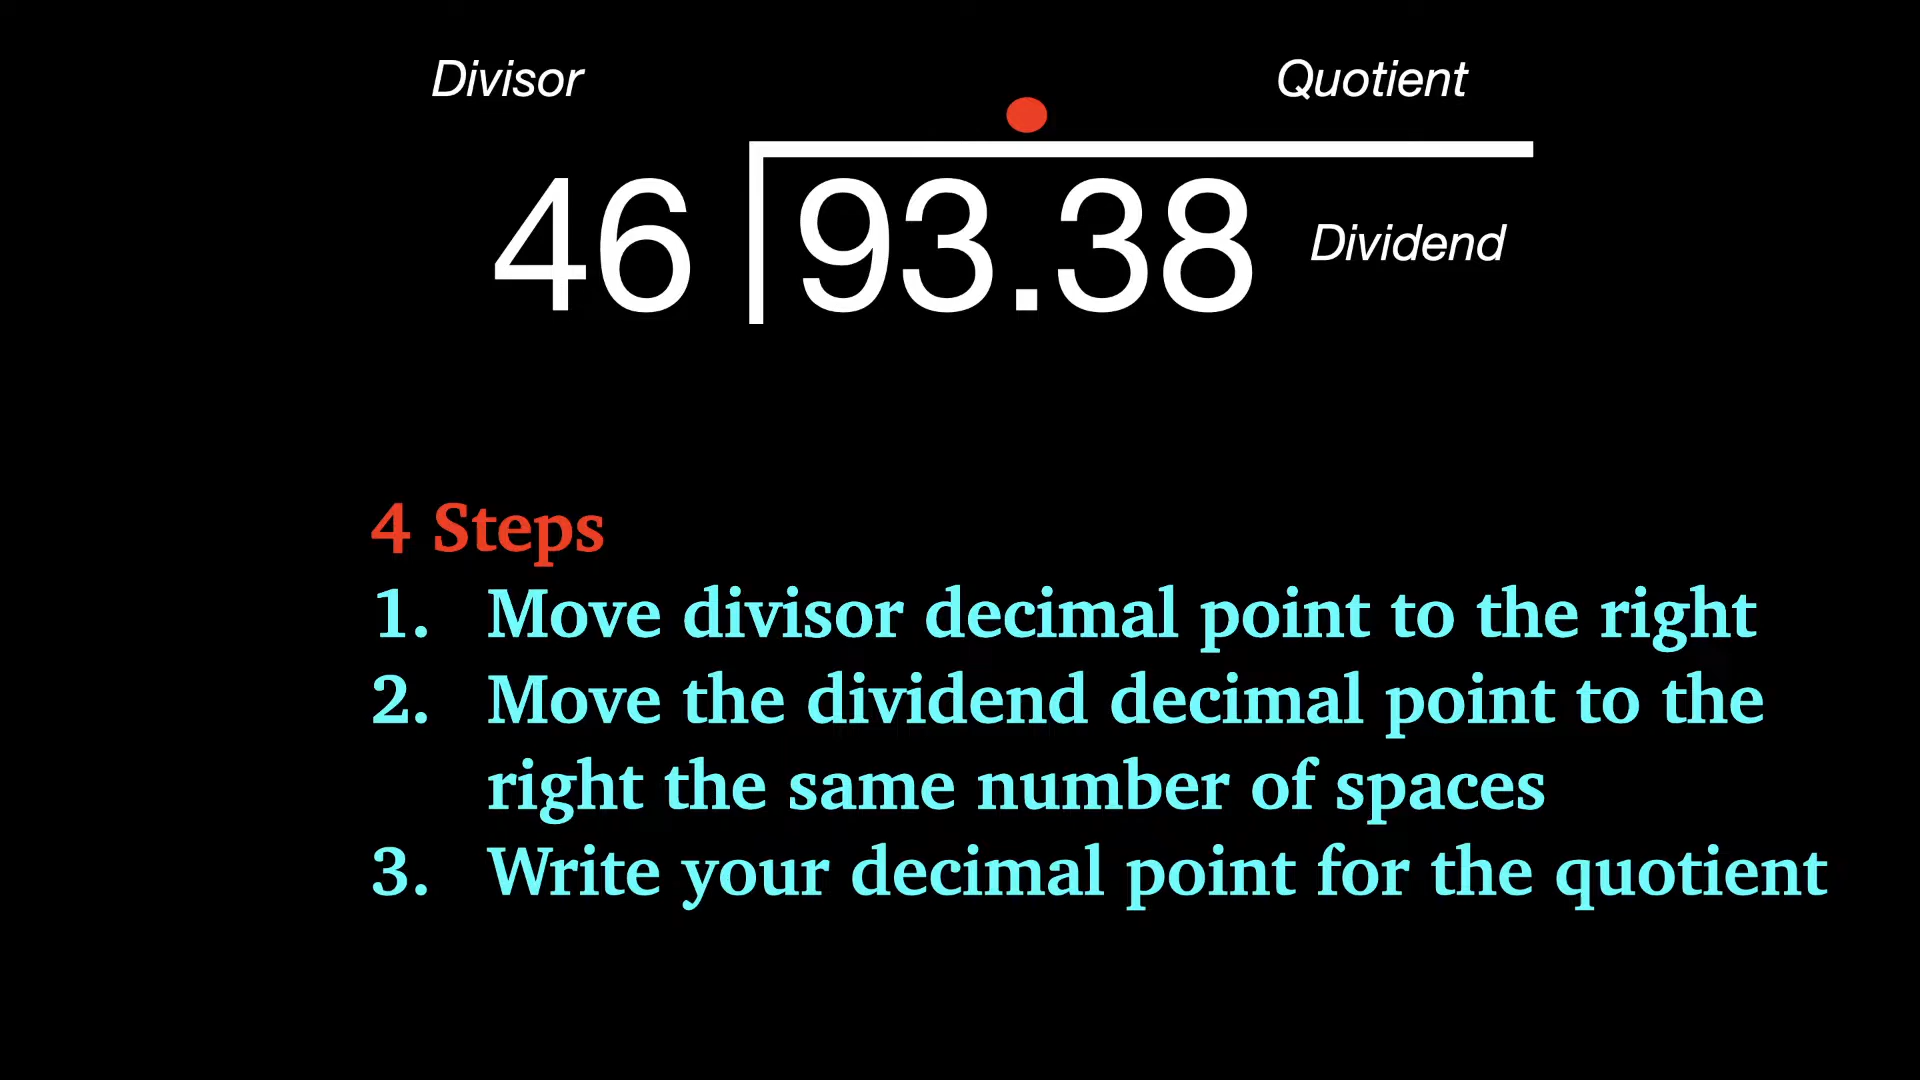 Divisor
Quotient
46 93.38
Dividend
4 Steps
1. Move divisor decimal point to the right
2. Move the dividend decimal point to the
right the same number of spaces
3. Write your decimal point for the quotient